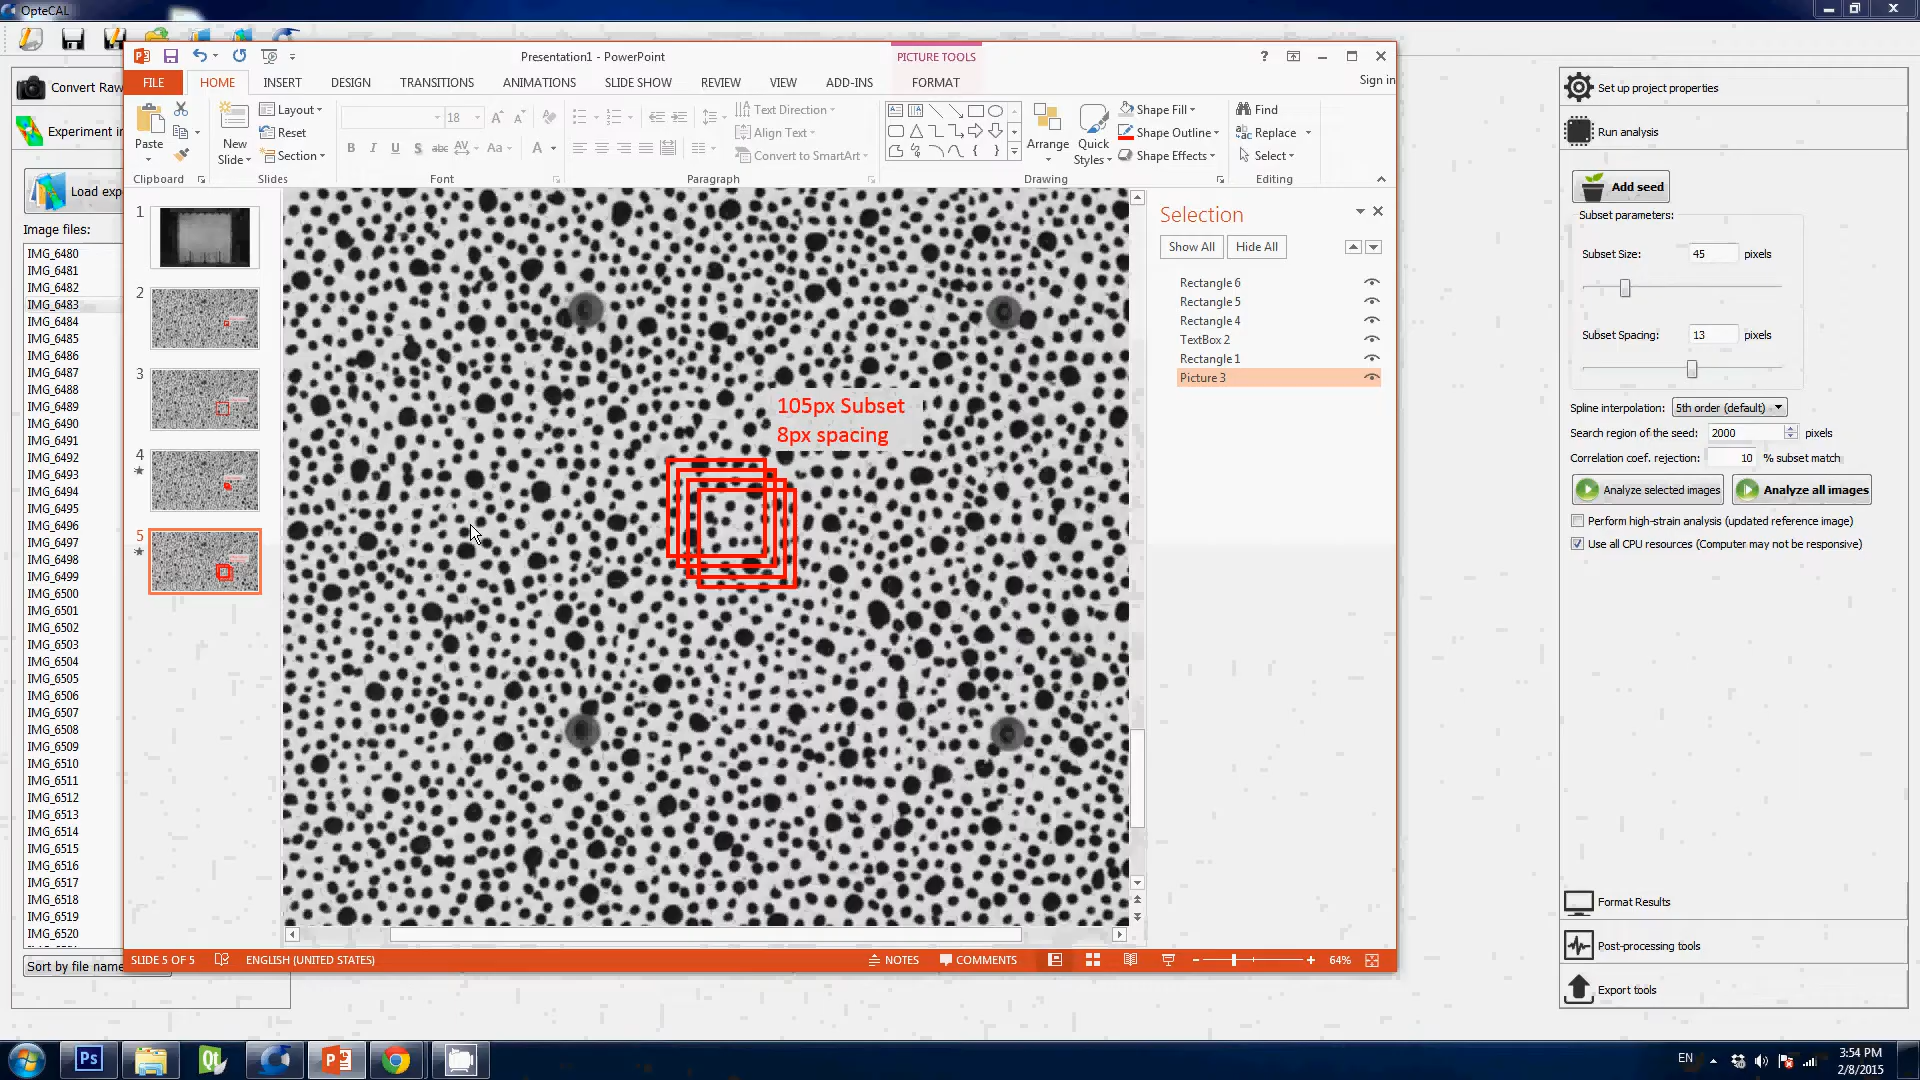 OpteCAL
Presentation1 - PowerPoint
PICTURE TOOLS
FILE
HOME
INSERT
DESIGN
TRANSITIONS
ANIMATIONS
SLIDE SHOW
REVIEW
VIEW
ADD-INS
FORMAT
Sign in
Paste
New
Slide
Layout
Reset
Section
18
Text Direction
Align Text
Convert to SmartArt
Arrange
Quick
Styles
Shape Fill
Shape Outline
Shape Effects
Find
Replace
Select
Clipboard
Slides
Font
Paragraph
Drawing
Editing
Convert Raw
Experiment in
Load exp
Image files:
IMG_6480
IMG_6481
IMG_6482
IMG_6483
IMG_6484
IMG_6485
IMG_6486
IMG_6487
IMG_6488
IMG_6489
IMG_6490
IMG_6491
IMG_6492
IMG_6493
IMG_6494
IMG_6495
IMG_6496
IMG_6497
IMG_6498
IMG_6499
IMG_6500
IMG_6501
IMG_6502
IMG_6503
IMG_6504
IMG_6505
IMG_6506
IMG_6507
IMG_6508
IMG_6509
IMG_6510
IMG_6511
IMG_6512
IMG_6513
IMG_6514
IMG_6515
IMG_6516
IMG_6517
IMG_6518
IMG_6519
IMG_6520
Sort by file name
1
2
3
4
5
105px Subset
8px spacing
Selection
Show All
Hide All
Rectangle 6
Rectangle 5
Rectangle 4
TextBox 2
Rectangle 1
Picture 3
SLIDE 5 OF 5
ENGLISH (UNITED STATES)
NOTES
COMMENTS
64%
Set up project properties
Run analysis
Add seed
Subset parameters:
Subset Size: 45 pixels
Subset Spacing: 13 pixels
Spline interpolation: 5th order (default)
Search region of the seed: 2000 pixels
Correlation coef. rejection: 10 % subset match
Analyze selected images
Analyze all images
Perform high-strain analysis (updated reference image)
Use all CPU resources (Computer may not be responsive)
Format Results
Post-processing tools
Export tools
EN
3:54 PM
2/8/2015